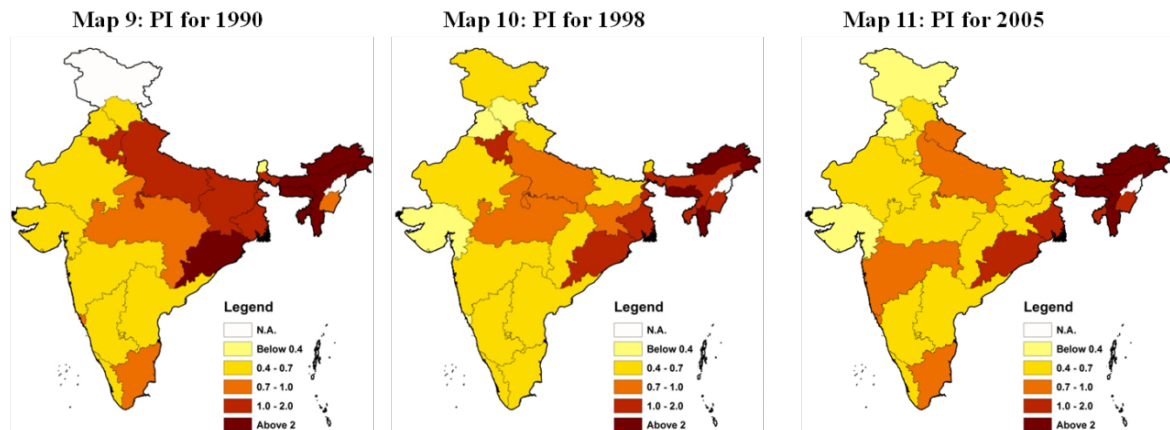 Map 9: PI for 1990
Map 10: PI for 1998
Map 11: PI for 2005
Legend
N.A.
Below 0.4
0.4 - 0.7
0.7 - 1.0
1.0 - 2.0
Above 2
Legend
N.A.
Below 0.4
0.4 - 0.7
0.7 - 1.0
1.0 - 2.0
Above 2
Legend
N.A.
Below 0.4
0.4 - 0.7
0.7 - 1.0
1.0 - 2.0
Above 2